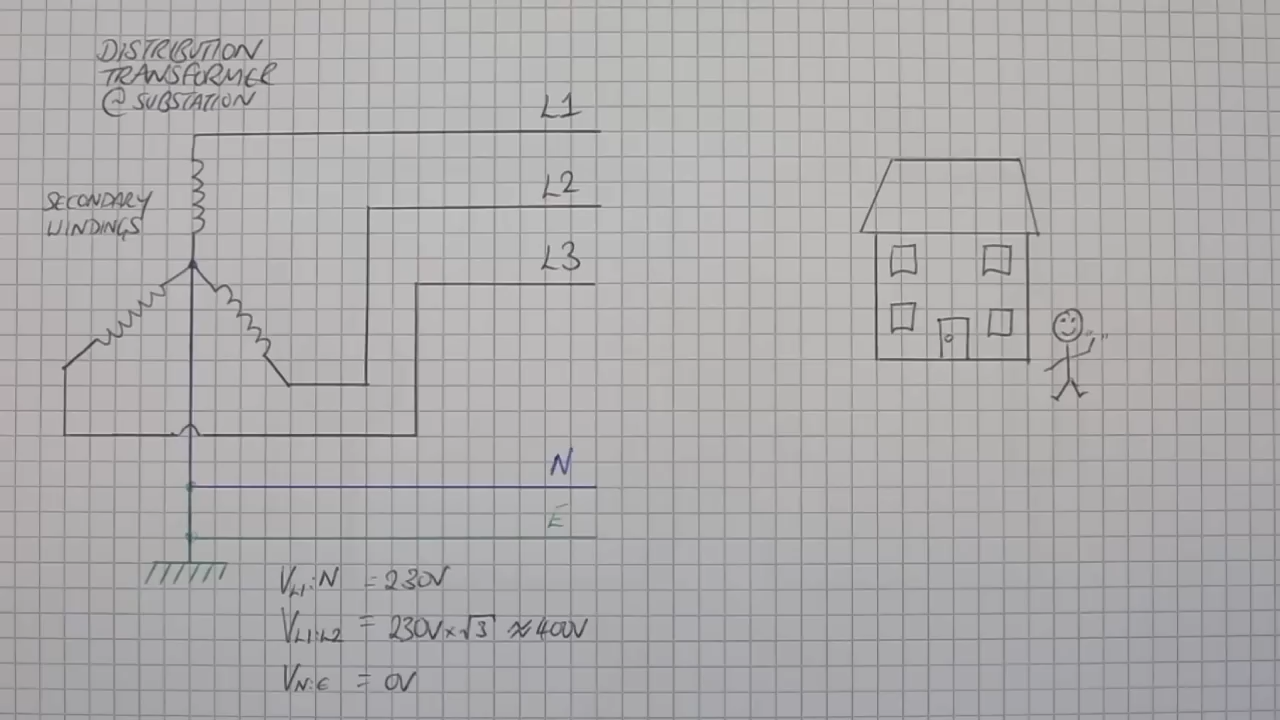 DISTRIBUTION
TRANSFORMER
@ SUBSTATION
L1
SECONDARY
WINDINGS
L2
L3
N
E
VL1:N = 230V
VL1:L2 = 230V×√3 ≈ 400V
VN:E = 0V